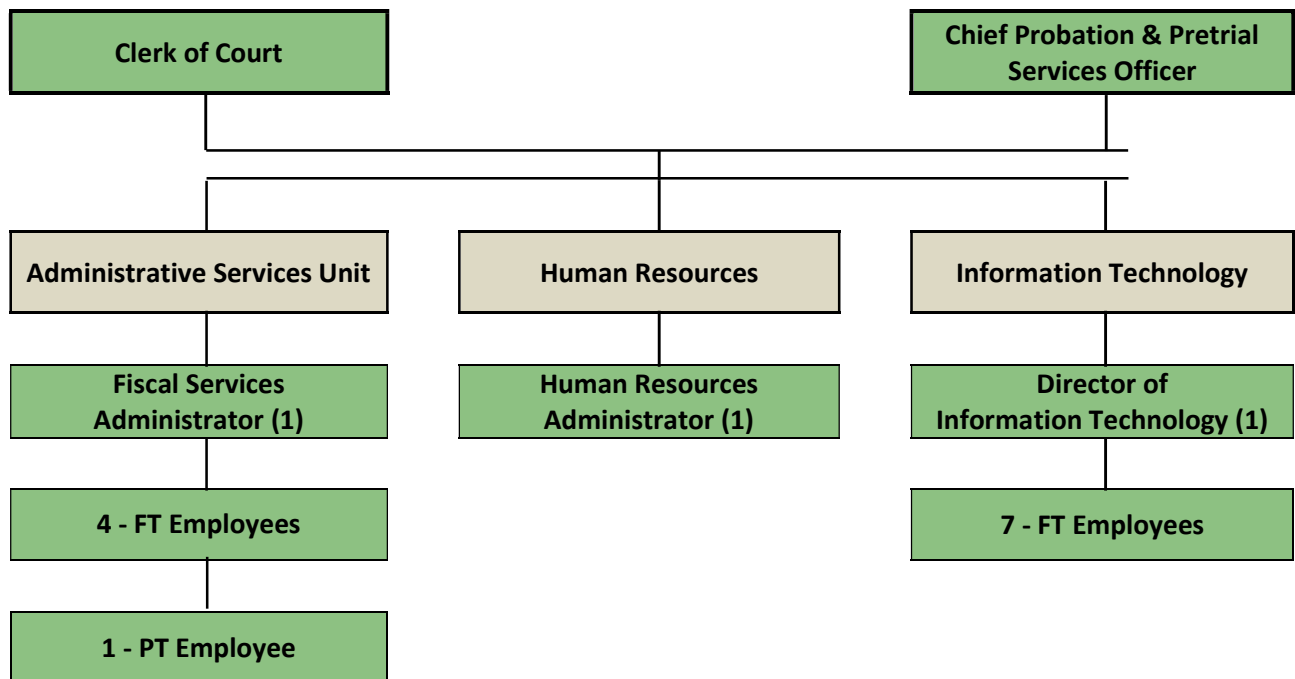 Clerk of Court
Chief Probation & Pretrial
Services Officer
Administrative Services Unit
Human Resources
Information Technology
Fiscal Services
Administrator (1)
Human Resources
Administrator (1)
Director of
Information Technology (1)
4 - FT Employees
7 - FT Employees
1 - PT Employee